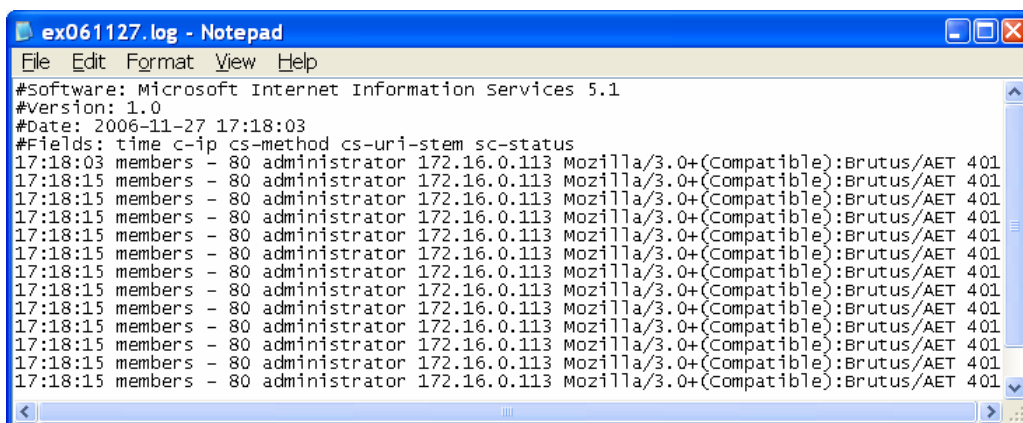 ex061127.log - Notepad
File Edit Format View Help
#Software: Microsoft Internet Information Services 5.1
#Version: 1.0
#Date: 2006-11-27 17:18:03
#Fields: time c-ip cs-method cs-uri-stem sc-status
17:18:03 members - 80 administrator 172.16.0.113 Mozilla/3.0+(Compatible):Brutus/AET 401
17:18:15 members - 80 administrator 172.16.0.113 Mozilla/3.0+(Compatible):Brutus/AET 401
17:18:15 members - 80 administrator 172.16.0.113 Mozilla/3.0+(Compatible):Brutus/AET 401
17:18:15 members - 80 administrator 172.16.0.113 Mozilla/3.0+(Compatible):Brutus/AET 401
17:18:15 members - 80 administrator 172.16.0.113 Mozilla/3.0+(Compatible):Brutus/AET 401
17:18:15 members - 80 administrator 172.16.0.113 Mozilla/3.0+(Compatible):Brutus/AET 401
17:18:15 members - 80 administrator 172.16.0.113 Mozilla/3.0+(Compatible):Brutus/AET 401
17:18:15 members - 80 administrator 172.16.0.113 Mozilla/3.0+(Compatible):Brutus/AET 401
17:18:15 members - 80 administrator 172.16.0.113 Mozilla/3.0+(Compatible):Brutus/AET 401
17:18:15 members - 80 administrator 172.16.0.113 Mozilla/3.0+(Compatible):Brutus/AET 401
17:18:15 members - 80 administrator 172.16.0.113 Mozilla/3.0+(Compatible):Brutus/AET 401
17:18:15 members - 80 administrator 172.16.0.113 Mozilla/3.0+(Compatible):Brutus/AET 401
17:18:15 members - 80 administrator 172.16.0.113 Mozilla/3.0+(Compatible):Brutus/AET 401